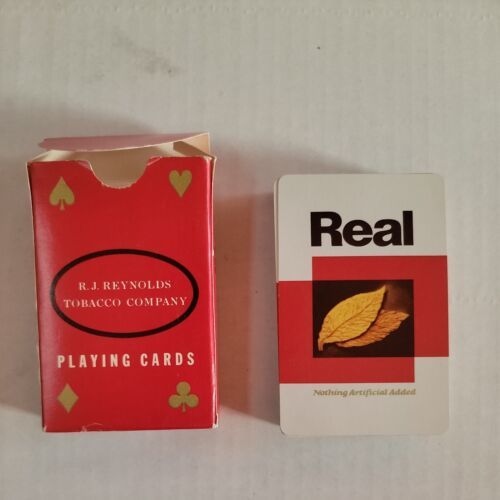 R. J. REYNOLDS
TOBACCO COMPANY
PLAYING CARDS
Real
Nothing Artificial Added